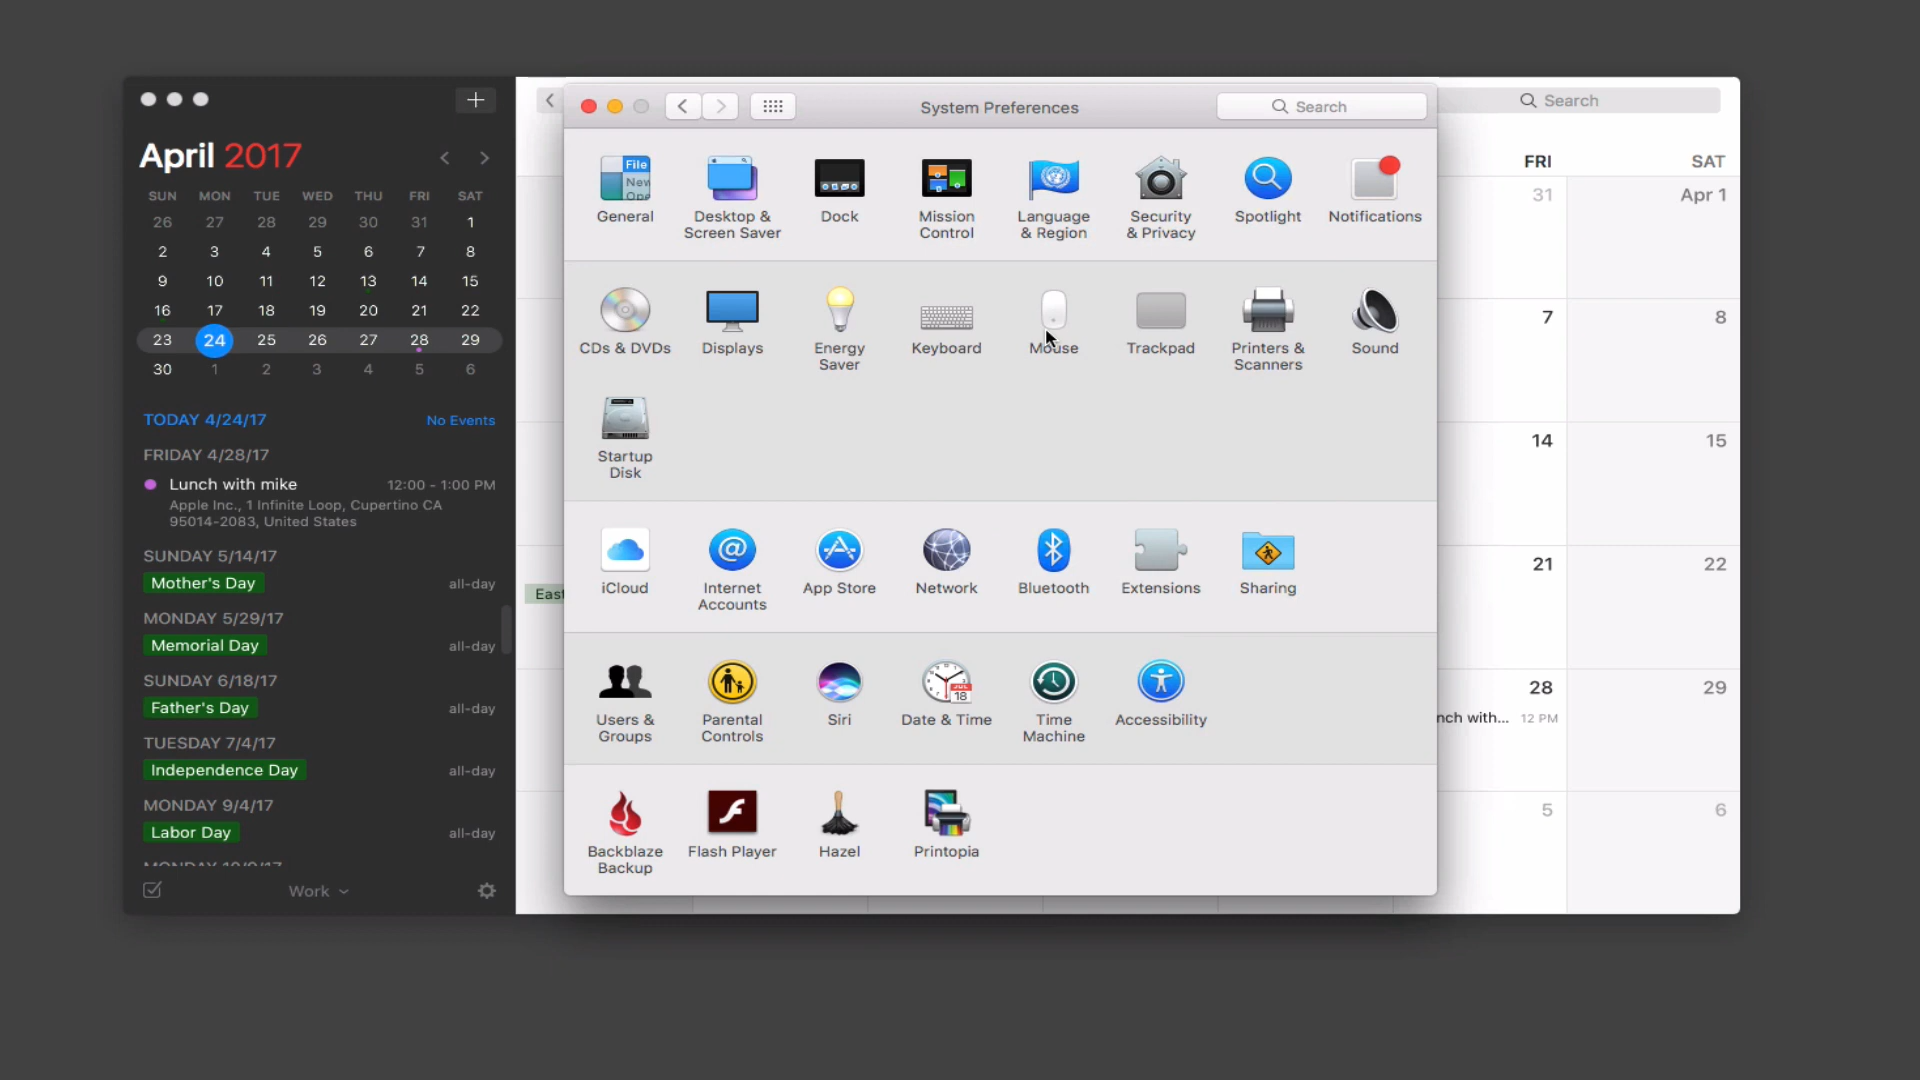 April 2017
SUN MON TUE WED THU FRI SAT
26 27 28 29 30 31 1
2 3 4 5 6 7 8
9 10 11 12 13 14 15
16 17 18 19 20 21 22
23 24 25 26 27 28 29
30 1 2 3 4 5 6
TODAY 4/24/17 No Events
FRIDAY 4/28/17
Lunch with mike 12:00 - 1:00 PM
Apple Inc., 1 Infinite Loop, Cupertino CA
95014-2083, United States
SUNDAY 5/14/17
Mother's Day all-day
MONDAY 5/29/17
Memorial Day all-day
SUNDAY 6/18/17
Father's Day all-day
TUESDAY 7/4/17
Independence Day all-day
MONDAY 9/4/17
Labor Day all-day
Work
System Preferences
Search
File
New
General
Desktop &
Screen Saver
Dock
Mission
Control
Language
& Region
Security
& Privacy
Spotlight
Notifications
CDs & DVDs
Displays
Energy
Saver
Keyboard
Mouse
Trackpad
Printers &
Scanners
Sound
Startup
Disk
iCloud
Internet
Accounts
App Store
Network
Bluetooth
Extensions
Sharing
Users &
Groups
Parental
Controls
Siri
JUL
18
Date & Time
Time
Machine
Accessibility
Backblaze
Backup
Flash Player
Hazel
Printopia
Search
FRI SAT
31 Apr 1
7 8
14 15
21 22
East
28 29
nch with... 12 PM
5 6